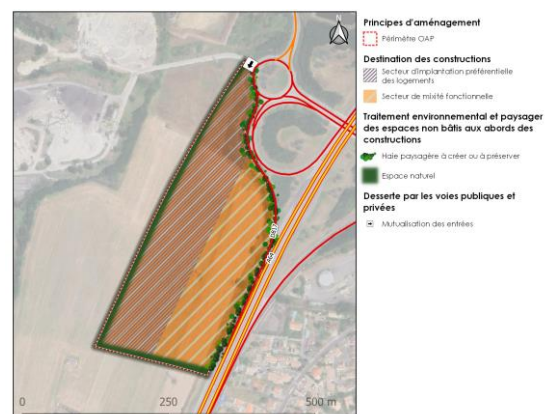 Principes d'aménagement
Périmètre OAP
Destination des constructions
Secteur d'implantation préférentielle
des logements
Secteur de mixité fonctionnelle
Traitement environnemental et paysager
des espaces non bâtis aux abords des
constructions
Haie paysagère à créer ou à préserver
Espace naturel
Desserte par les voies publiques et
privées
Mutualisation des entrées
0 250 500 m